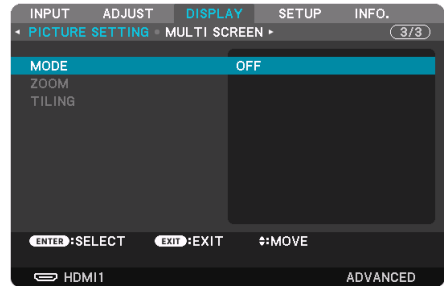 INPUT ADJUST DISPLAY SETUP INFO.
◂ PICTURE SETTING • MULTI SCREEN ▸ 3/3
MODE OFF
ZOOM
TILING
ENTER :SELECT EXIT :EXIT ♦:MOVE
HDMI1 ADVANCED